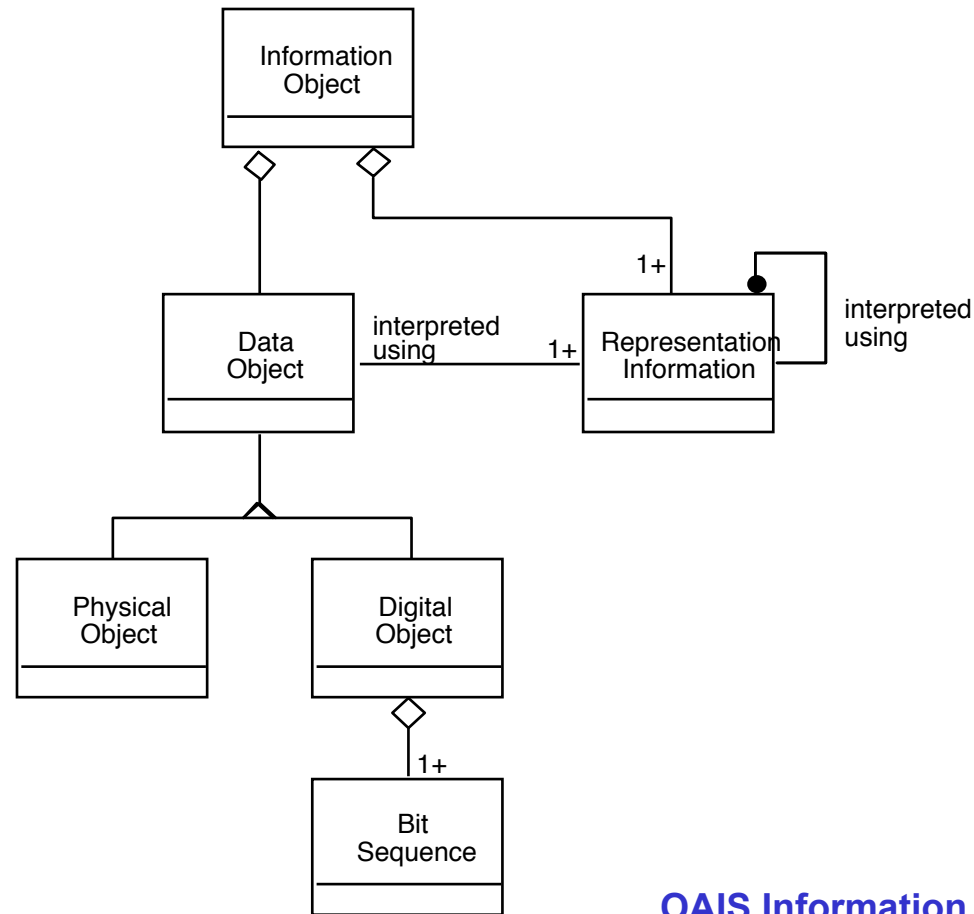 Information
Object
1+
Data
Object
interpreted
using
1+
Representation
Information
interpreted
using
Physical
Object
Digital
Object
1+
Bit
Sequence
OAIS Information